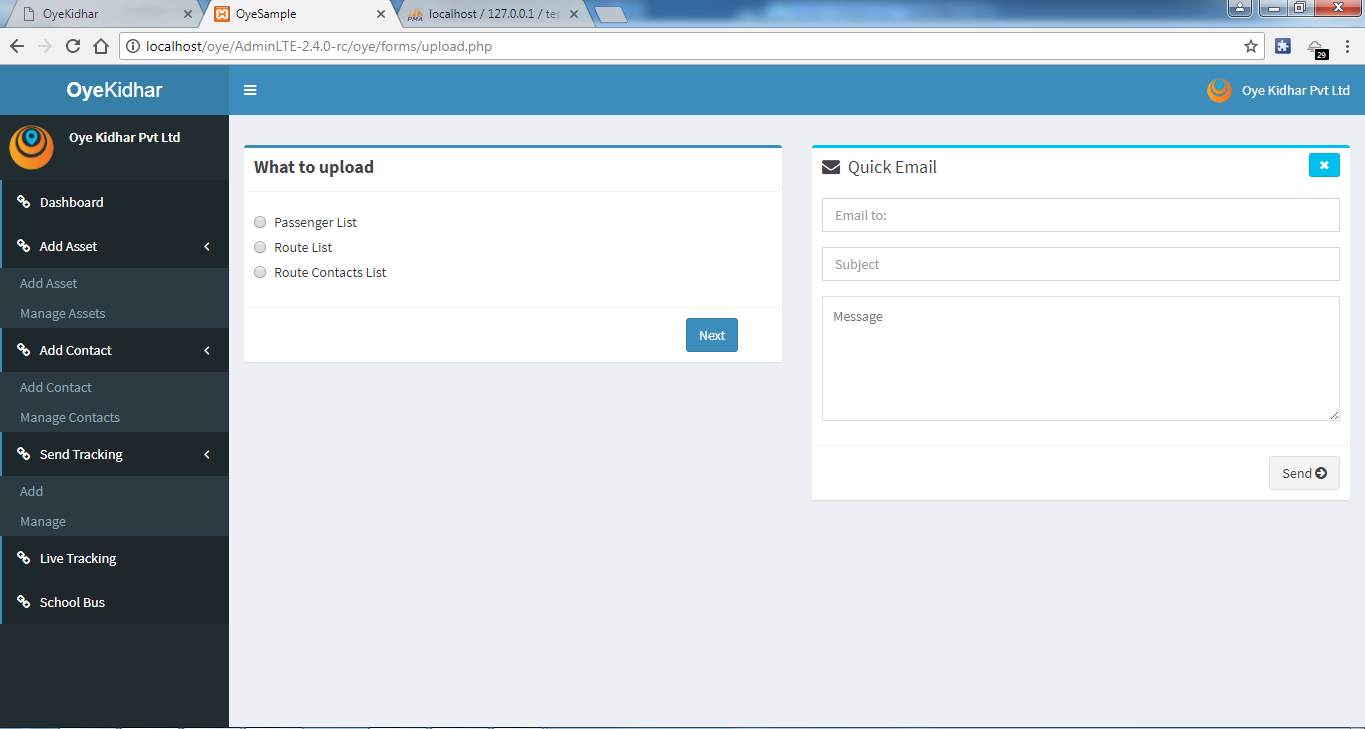 OyeKidhar
OyeSample
localhost / 127.0.0.1 / te
PMA
localhost/oye/AdminLTE-2.4.0-rc/oye/forms/upload.php
29
OyeKidhar
Oye Kidhar Pvt Ltd
Oye Kidhar Pvt Ltd
Dashboard
Add Asset
Add Asset
Manage Assets
Add Contact
Add Contact
Manage Contacts
Send Tracking
Add
Manage
Live Tracking
School Bus
What to upload
Passenger List
Route List
Route Contacts List
Next
Quick Email
Email to:
Subject
Message
Send